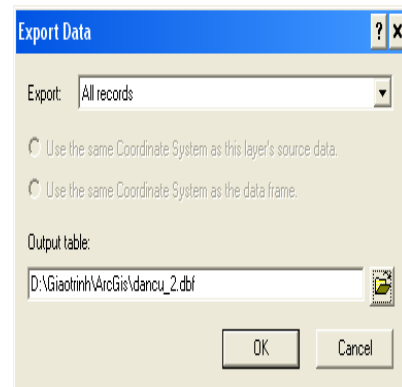 Export Data
Export: All records
Use the same Coordinate System as this layer's source data.
Use the same Coordinate System as the data frame.
Output table:
D:\Giaotrinh\ArcGis\dancu_2.dbf
OK Cancel